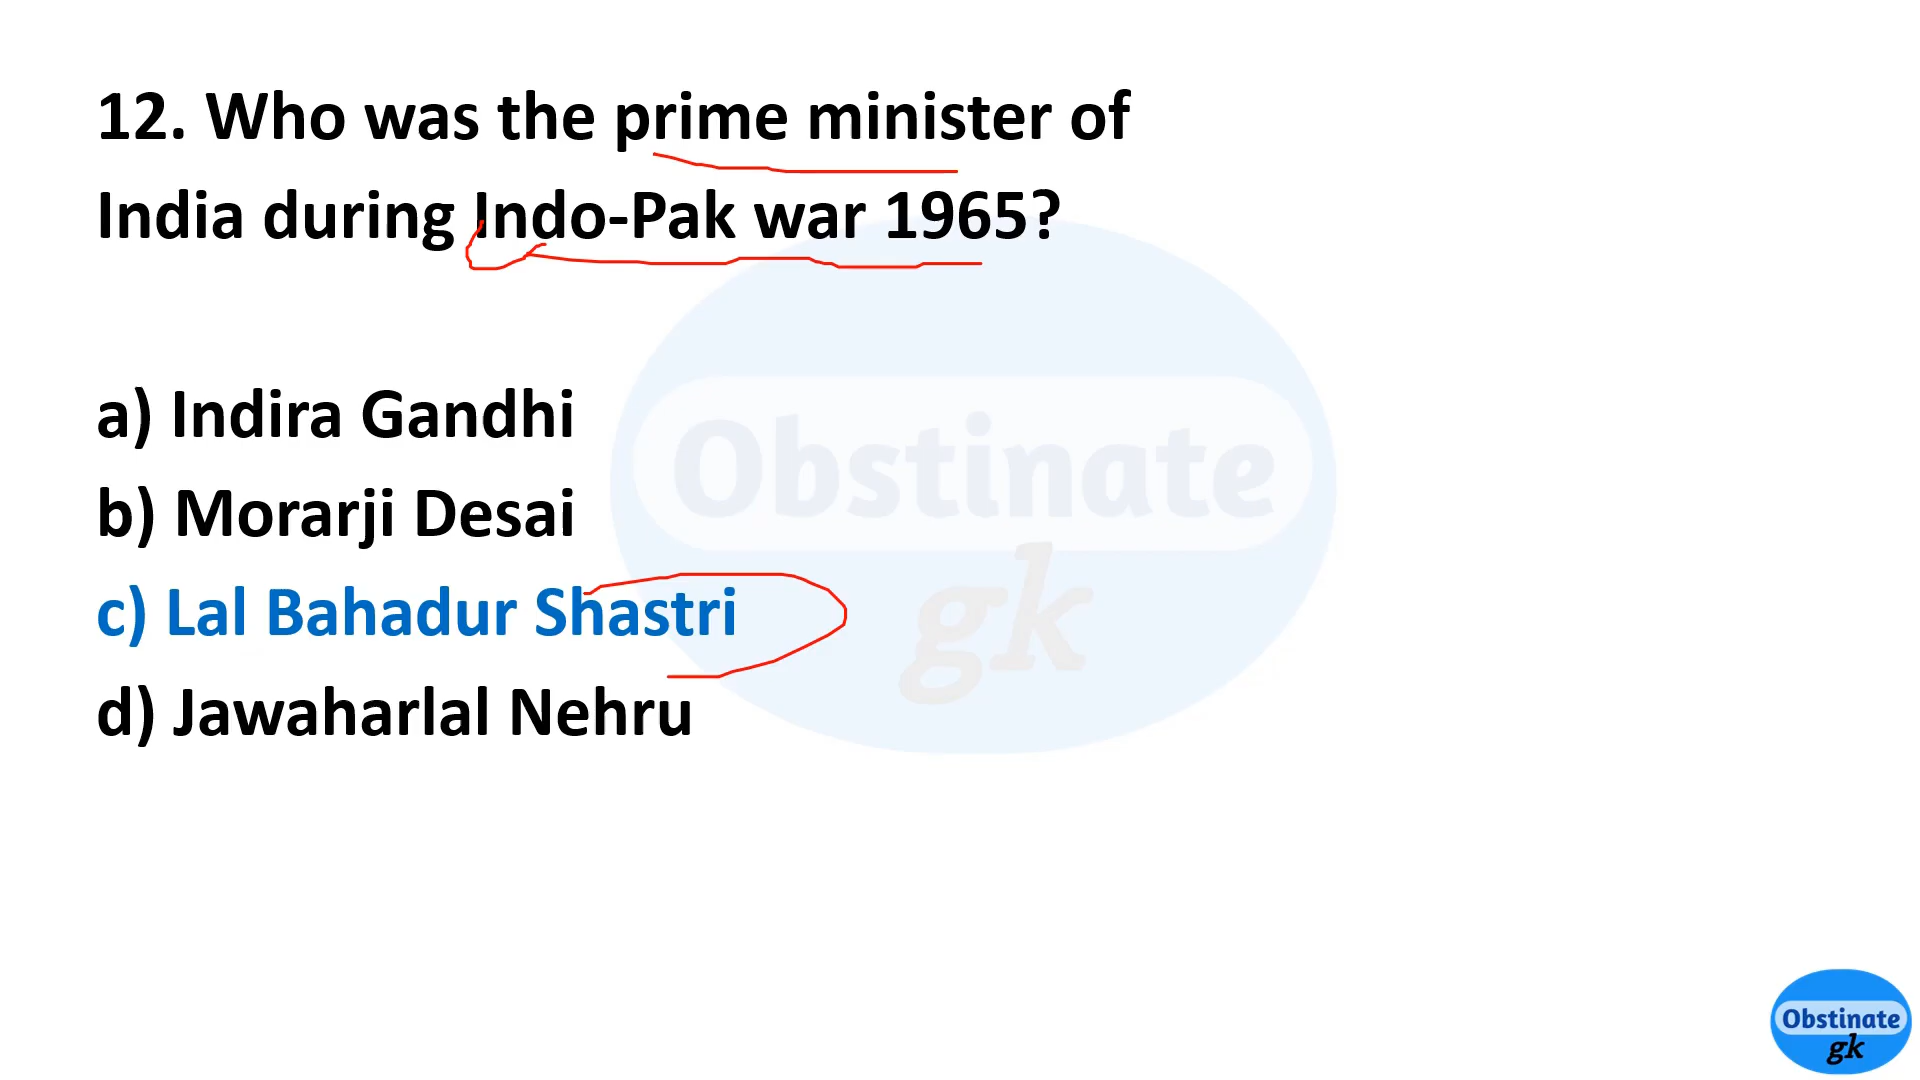 12. Who was the prime minister of
India during Indo-Pak war 1965?
a) Indira Gandhi
b) Morarji Desai
c) Lal Bahadur Shastri
d) Jawaharlal Nehru
Obstinate
gk
Obstinate
gk